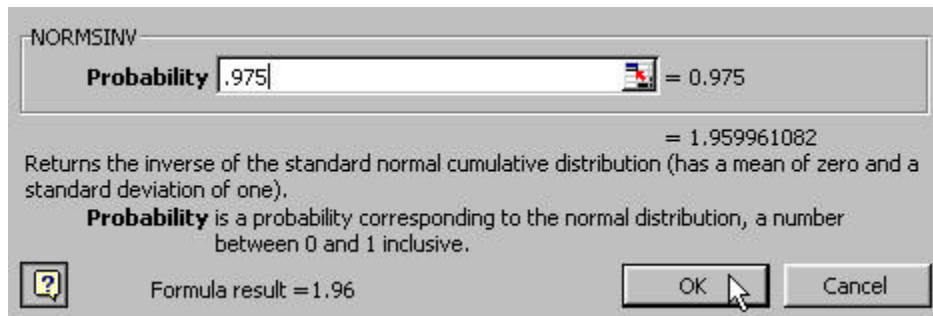 NORMSINV
Probability .975 = 0.975
= 1.959961082
Returns the inverse of the standard normal cumulative distribution (has a mean of zero and a
standard deviation of one).
Probability is a probability corresponding to the normal distribution, a number
between 0 and 1 inclusive.
? Formula result =1.96 OK Cancel